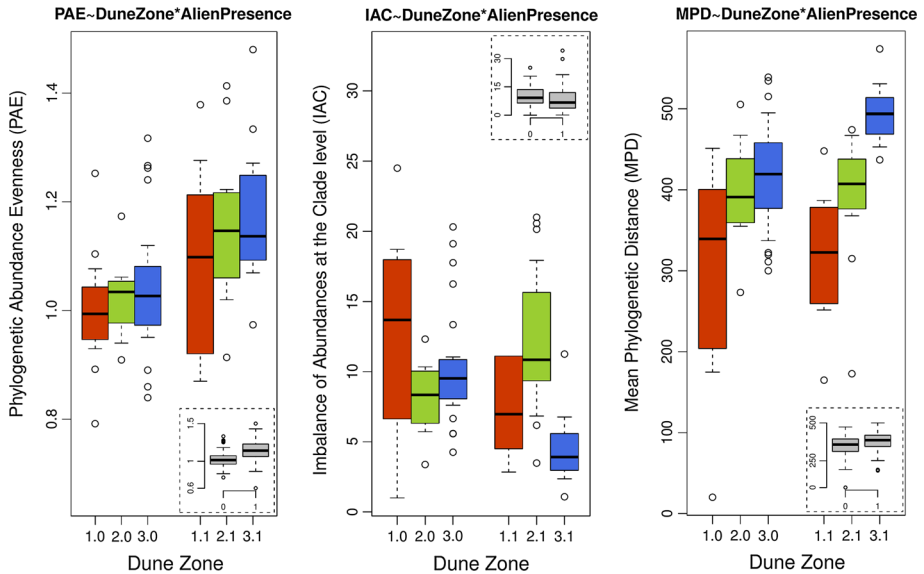 PAE~DuneZone*AlienPresence
Phylogenetic Abundance Evenness (PAE)
1.4
1.2
1.0
0.8
1.5
1
0.6
0 1
1.0 2.0 3.0 1.1 2.1 3.1
Dune Zone
IAC~DuneZone*AlienPresence
Imbalance of Abundances at the Clade level (IAC)
30
25
20
15
10
5
0
30
15
0
0 1
1.0 2.0 3.0 1.1 2.1 3.1
Dune Zone
MPD~DuneZone*AlienPresence
Mean Phylogenetic Distance (MPD)
500
400
300
200
100
0
500
250
0
0 1
1.0 2.0 3.0 1.1 2.1 3.1
Dune Zone